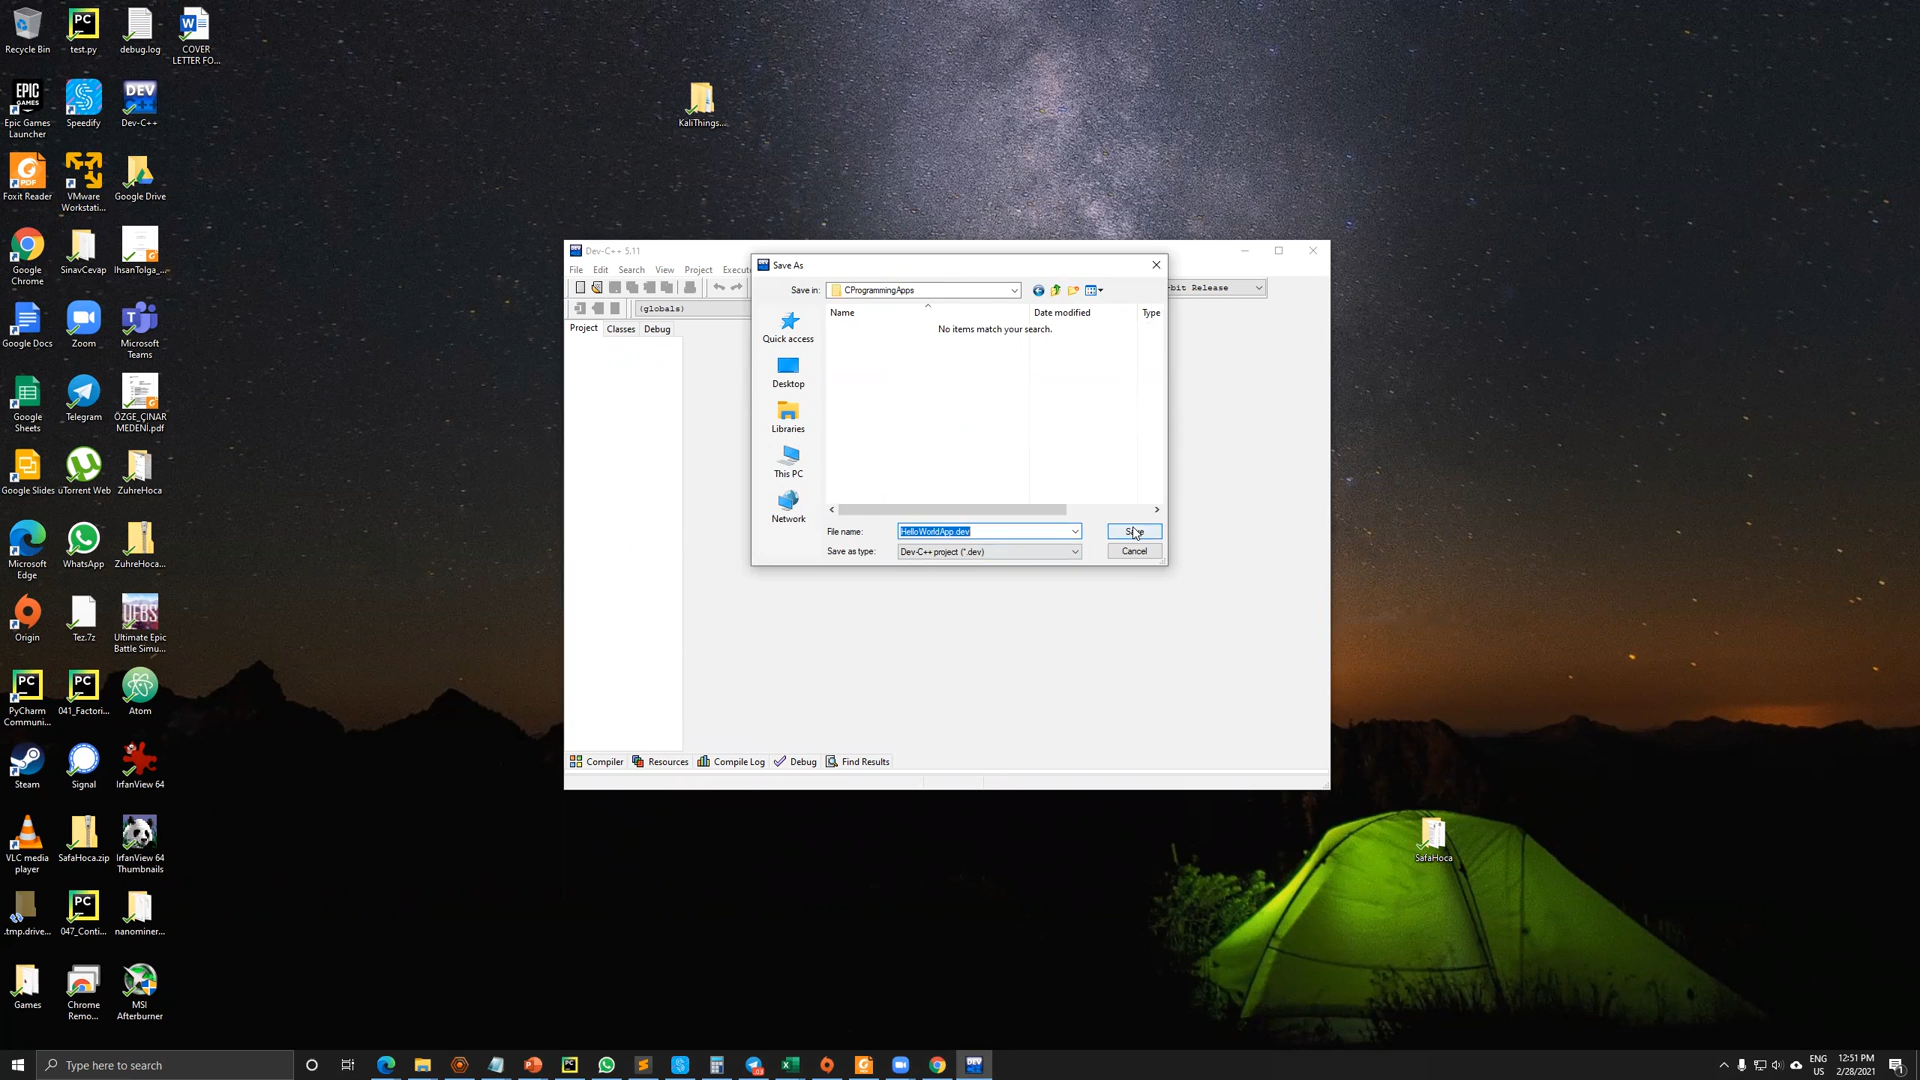 Recycle Bin
test.py
debug.log
COVER
LETTER FO...
Epic Games
Launcher
Speedify
Dev-C++
Foxit Reader
VMware
Workstati...
Google Drive
Google
Chrome
SinavCevap
IhsanTolga_...
Google Docs
Zoom
Microsoft
Teams
Google
Sheets
Telegram
ÖZGE_ÇINAR
MEDENİ.pdf
Google Slides
uTorrent Web
ZuhreHoca
Microsoft
Edge
WhatsApp
ZuhreHoca...
Origin
Tez.7z
Ultimate Epic
Battle Simu...
PyCharm
Communi...
041_Factori...
Atom
Steam
Signal
IrfanView 64
VLC media
player
SafaHoca.zip
IrfanView 64
Thumbnails
.tmp.drive...
047_Conti...
nanominer...
Games
Chrome
Remo...
MSI
Afterburner
KaliThings...
SafaHoca
Dev-C++ 5.11
File Edit Search View Project Execut
(globals)
-bit Release
Project Classes Debug
Save As
Save in: CProgrammingApps
Name Date modified Type
No items match your search.
Quick access
Desktop
Libraries
This PC
Network
File name: HelloWorldApp.dev Save
Save as type: Dev-C++ project (*.dev) Cancel
Compiler Resources Compile Log Debug Find Results
Type here to search
ENG
US
12:51 PM
2/28/2021